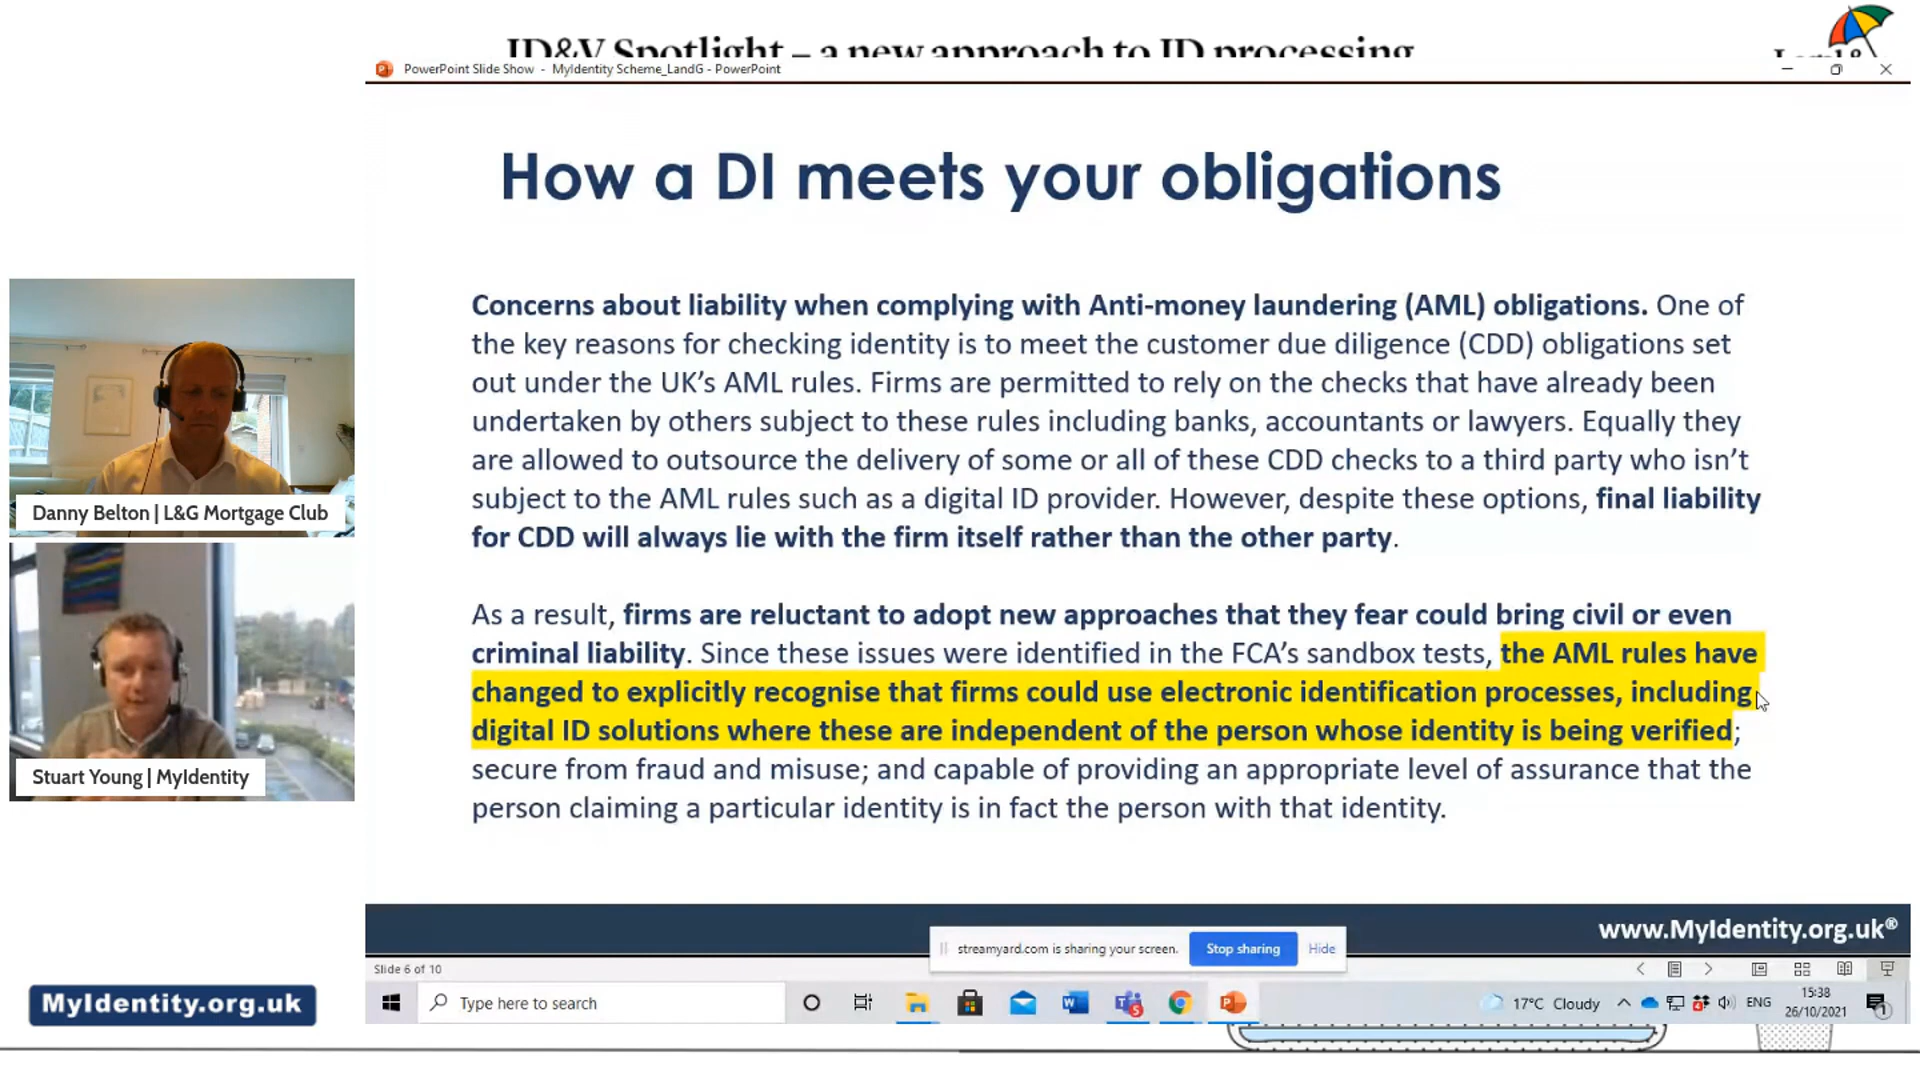 ID&V Spotlight – a new approach to ID processing
Legal &
PowerPoint Slide Show - MyIdentity Scheme_LandG - PowerPoint
How a DI meets your obligations
Concerns about liability when complying with Anti-money laundering (AML) obligations. One of
the key reasons for checking identity is to meet the customer due diligence (CDD) obligations set
out under the UK's AML rules. Firms are permitted to rely on the checks that have already been
undertaken by others subject to these rules including banks, accountants or lawyers. Equally they
are allowed to outsource the delivery of some or all of these CDD checks to a third party who isn't
subject to the AML rules such as a digital ID provider. However, despite these options, final liability
for CDD will always lie with the firm itself rather than the other party.
As a result, firms are reluctant to adopt new approaches that they fear could bring civil or even
criminal liability. Since these issues were identified in the FCA's sandbox tests, the AML rules have
changed to explicitly recognise that firms could use electronic identification processes, including
digital ID solutions where these are independent of the person whose identity is being verified;
secure from fraud and misuse; and capable of providing an appropriate level of assurance that the
person claiming a particular identity is in fact the person with that identity.
Danny Belton | L&G Mortgage Club
Stuart Young | MyIdentity
www.MyIdentity.org.uk®
streamyard.com is sharing your screen.
Stop sharing
Hide
Slide 6 of 10
MyIdentity.org.uk
Type here to search
17°C Cloudy
ENG
15:38
26/10/2021
1